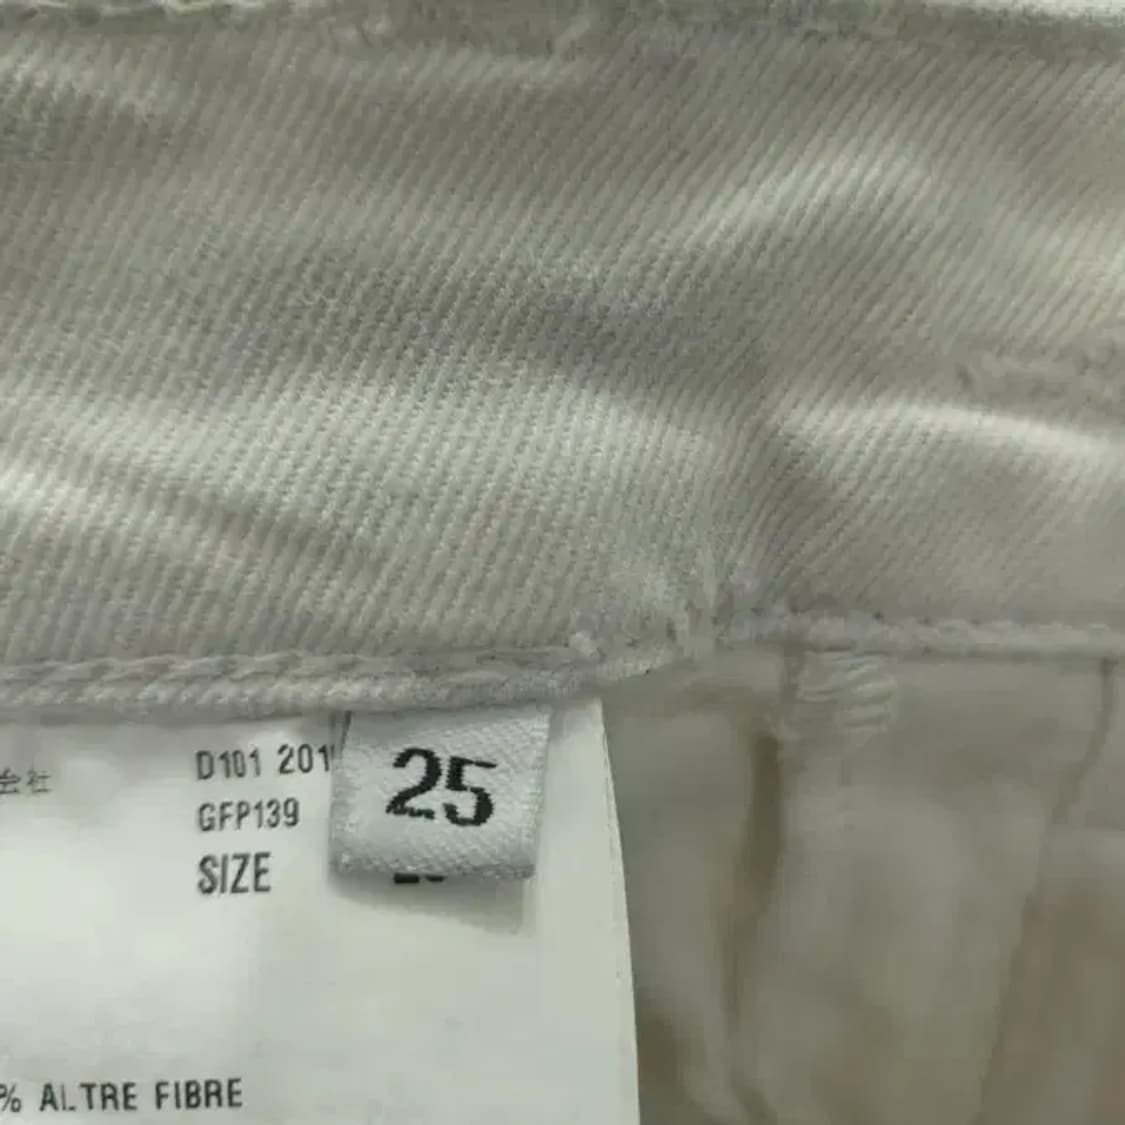 会社
D101 201
GFP139
25
SIZE
% ALTRE FIBRE